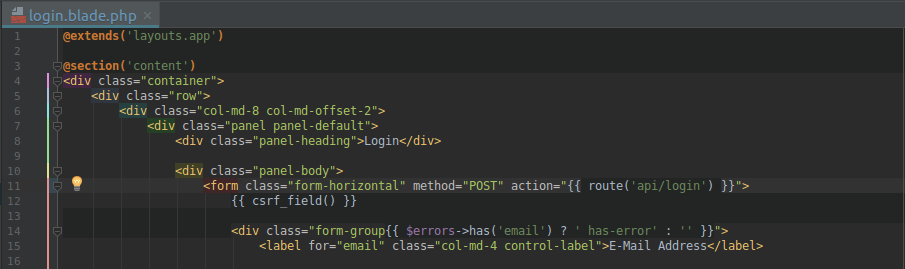 login.blade.php
1 @extends('layouts.app')
2
3 @section('content')
4 <div class="container">
5 <div class="row">
6 <div class="col-md-8 col-md-offset-2">
7 <div class="panel panel-default">
8 <div class="panel-heading">Login</div>
9
10 <div class="panel-body">
11 <form class="form-horizontal" method="POST" action="{{ route('api/login') }}">
12 {{ csrf_field() }}
13
14 <div class="form-group{{ $errors->has('email') ? ' has-error' : '' }}">
15 <label for="email" class="col-md-4 control-label">E-Mail Address</label>
16